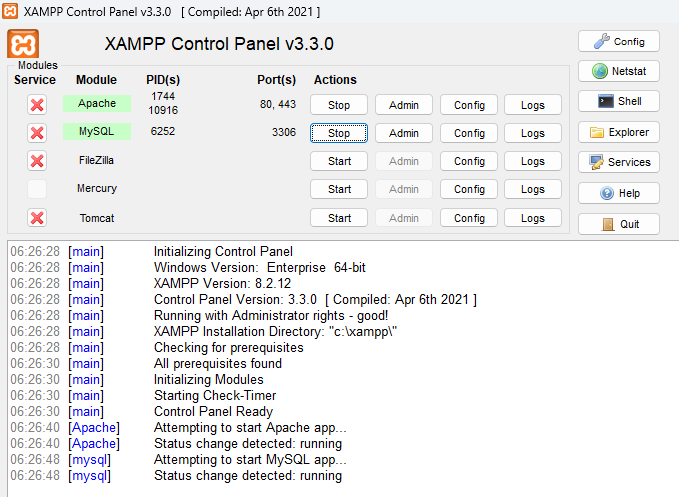 XAMPP Control Panel v3.3.0 [ Compiled: Apr 6th 2021 ]
XAMPP Control Panel v3.3.0
Config
Modules
Service Module PID(s) Port(s) Actions
Netstat
Apache 1744 10916 80, 443 Stop Admin Config Logs
Shell
MySQL 6252 3306 Stop Admin Config Logs
Explorer
FileZilla Start Admin Config Logs
Services
Mercury Start Admin Config Logs
Help
Tomcat Start Admin Config Logs
Quit
06:26:28 [main] Initializing Control Panel
06:26:28 [main] Windows Version: Enterprise 64-bit
06:26:28 [main] XAMPP Version: 8.2.12
06:26:28 [main] Control Panel Version: 3.3.0 [ Compiled: Apr 6th 2021 ]
06:26:28 [main] Running with Administrator rights - good!
06:26:28 [main] XAMPP Installation Directory: "c:\xampp\"
06:26:28 [main] Checking for prerequisites
06:26:30 [main] All prerequisites found
06:26:30 [main] Initializing Modules
06:26:30 [main] Starting Check-Timer
06:26:30 [main] Control Panel Ready
06:26:40 [Apache] Attempting to start Apache app...
06:26:40 [Apache] Status change detected: running
06:26:48 [mysql] Attempting to start MySQL app...
06:26:48 [mysql] Status change detected: running